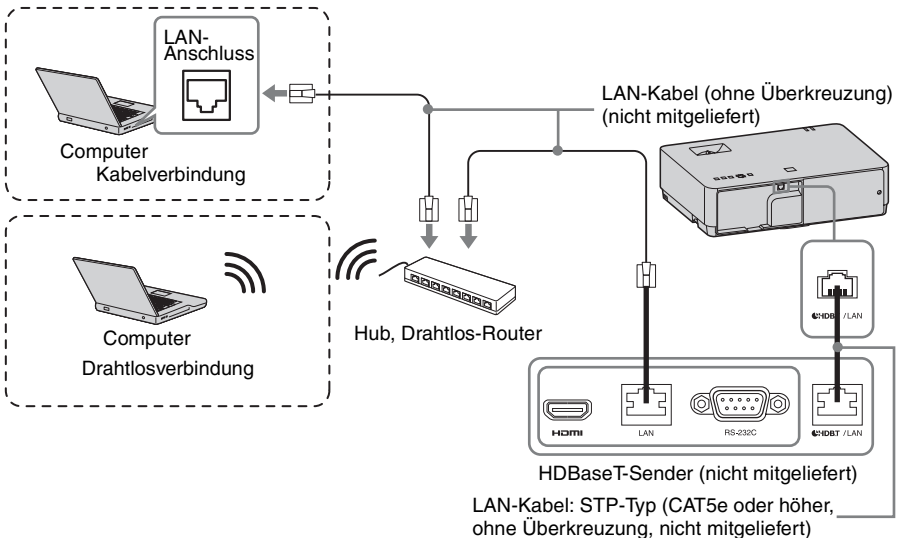 LAN-
Anschluss
Computer
Kabelverbindung
LAN-Kabel (ohne Überkreuzung)
(nicht mitgeliefert)
Computer
Drahtlosverbindung
Hub, Drahtlos-Router
HDBT / LAN
HDMI
LAN
RS-232C
HDBT / LAN
HDBaseT-Sender (nicht mitgeliefert)
LAN-Kabel: STP-Typ (CAT5e oder höher,
ohne Überkreuzung, nicht mitgeliefert)